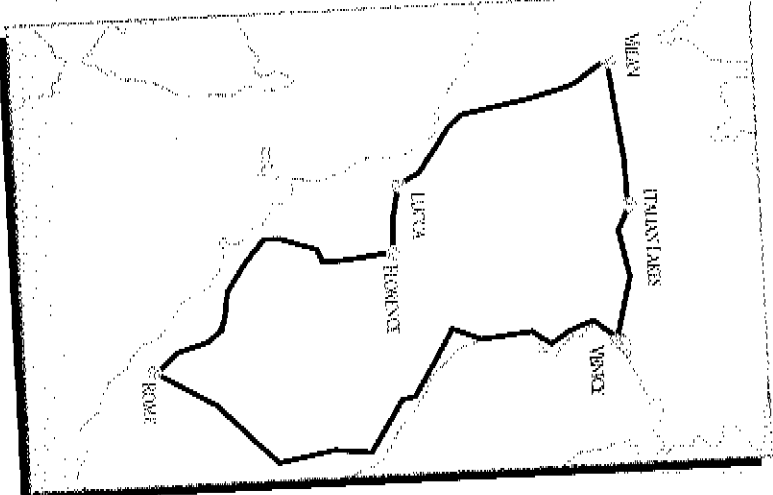 MILAN
ITALIAN LAKES
VENICE
LUCCA
FLORENCE
ROME